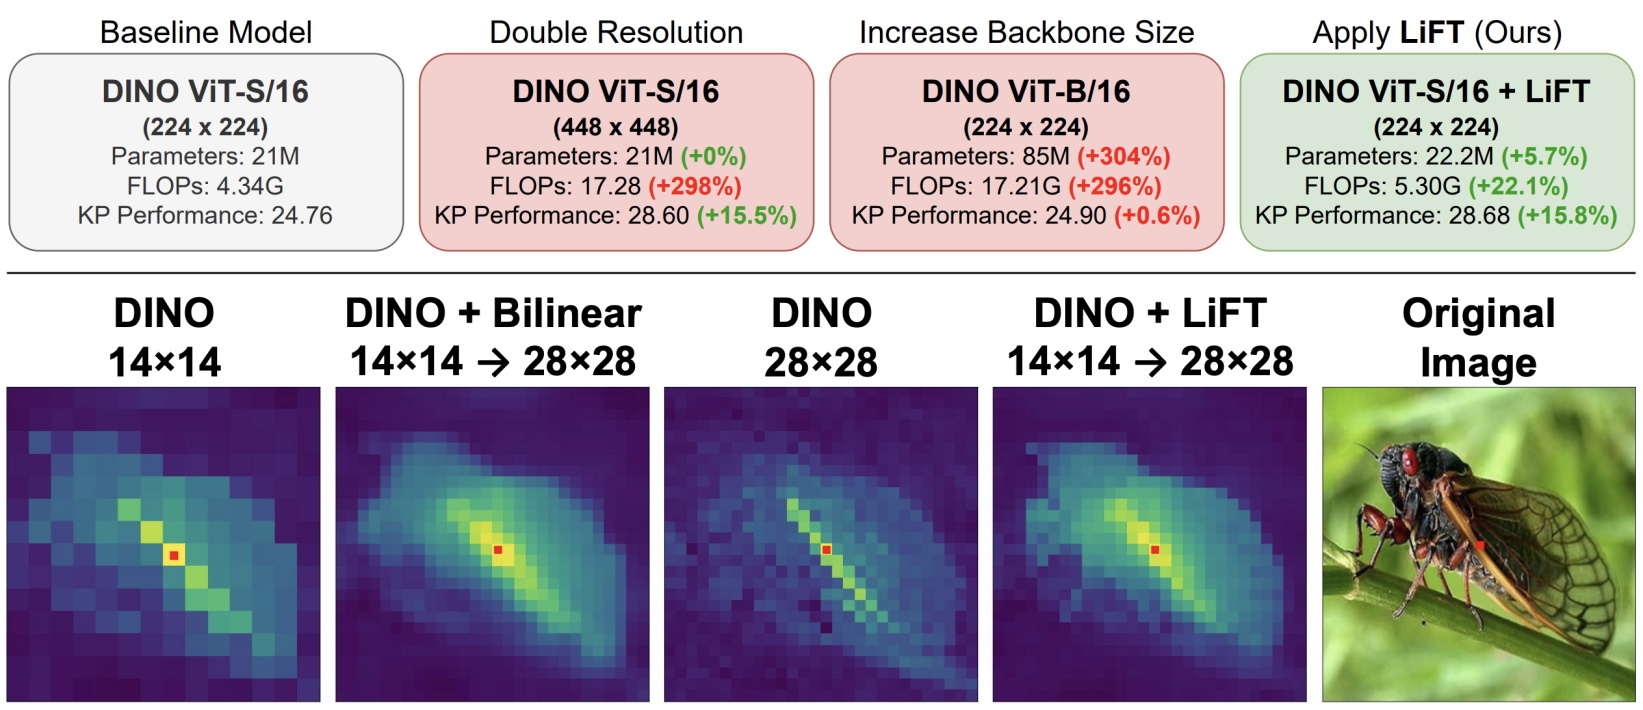 Baseline Model
DINO ViT-S/16
(224 x 224)
Parameters: 21M
FLOPs: 4.34G
KP Performance: 24.76
Double Resolution
DINO ViT-S/16
(448 x 448)
Parameters: 21M (+0%)
FLOPs: 17.28 (+298%)
KP Performance: 28.60 (+15.5%)
Increase Backbone Size
DINO ViT-B/16
(224 x 224)
Parameters: 85M (+304%)
FLOPs: 17.21G (+296%)
KP Performance: 24.90 (+0.6%)
Apply LiFT (Ours)
DINO ViT-S/16 + LiFT
(224 x 224)
Parameters: 22.2M (+5.7%)
FLOPs: 5.30G (+22.1%)
KP Performance: 28.68 (+15.8%)
DINO
14×14
DINO + Bilinear
14×14 → 28×28
DINO
28×28
DINO + LiFT
14×14 → 28×28
Original
Image